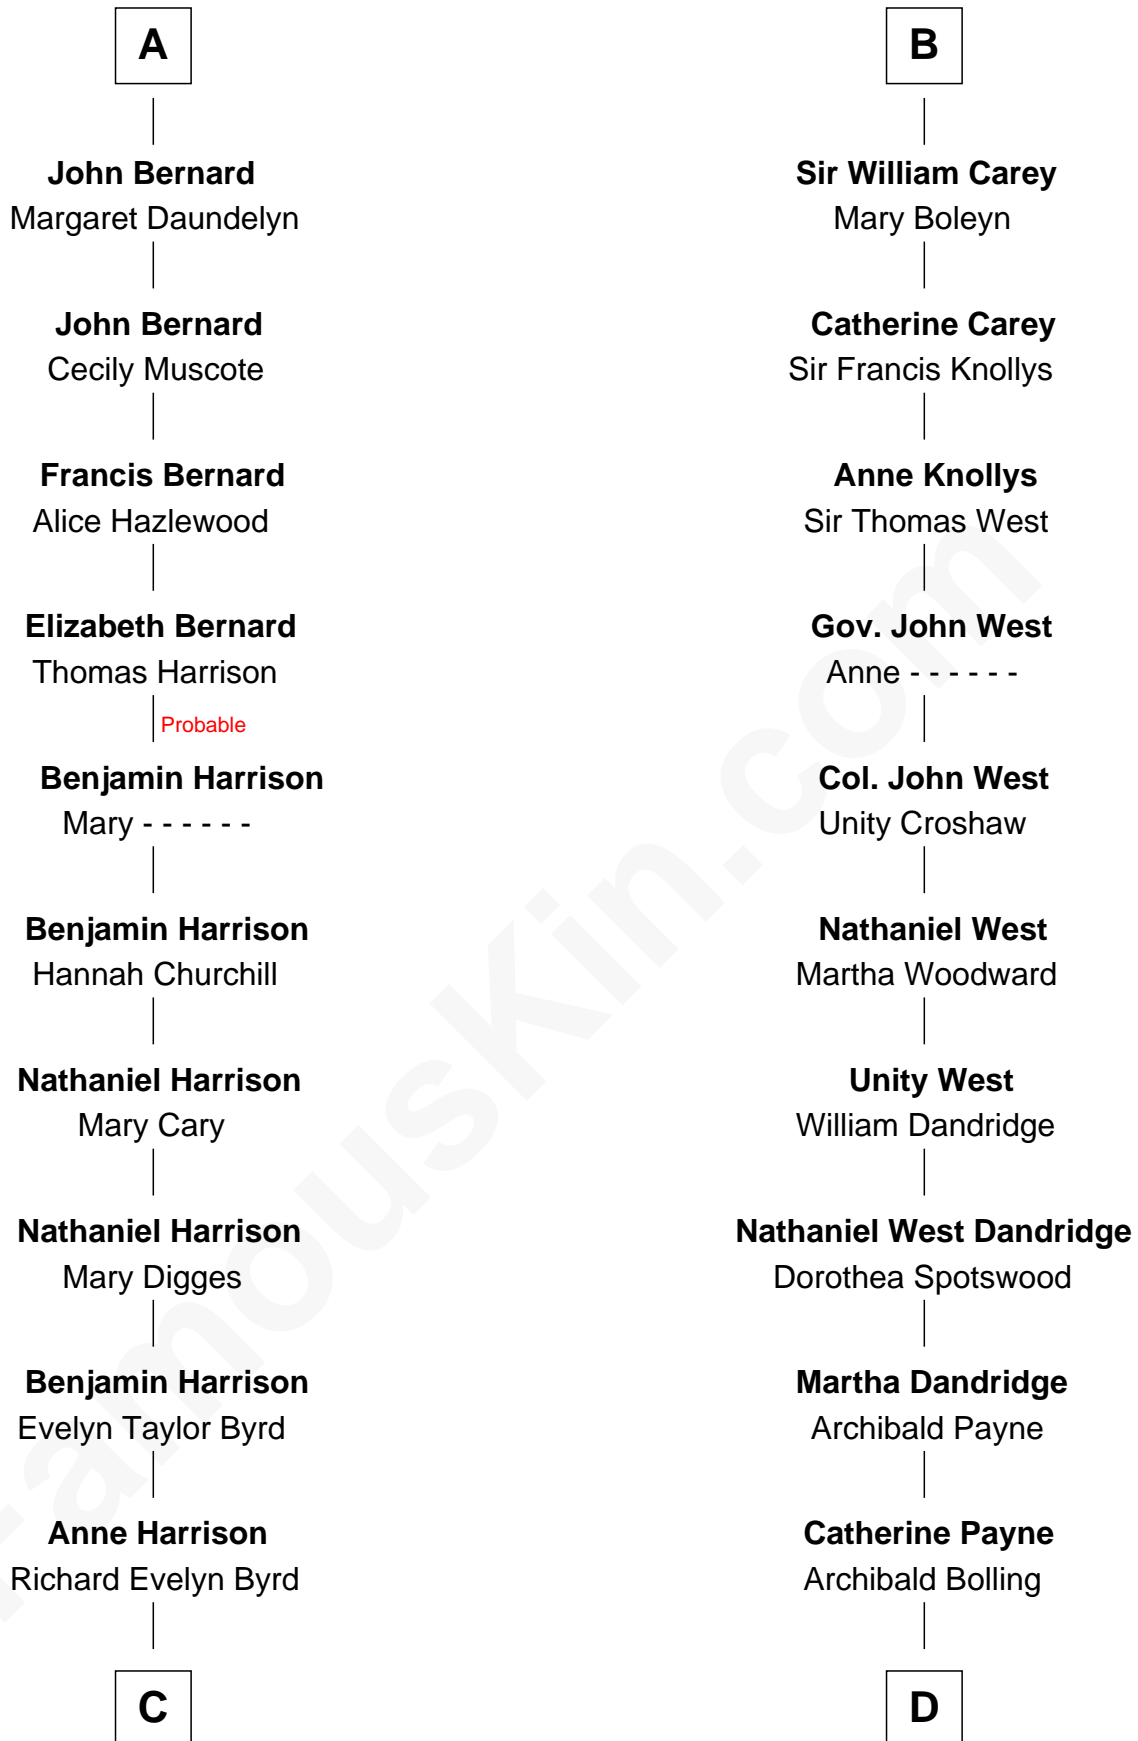 A
John Bernard
Margaret Daundelyn
John Bernard
Cecily Muscote
Francis Bernard
Alice Hazlewood
Elizabeth Bernard
Thomas Harrison
Probable
Benjamin Harrison
Mary - - - - - -
Benjamin Harrison
Hannah Churchill
Nathaniel Harrison
Mary Cary
Nathaniel Harrison
Mary Digges
Benjamin Harrison
Evelyn Taylor Byrd
Anne Harrison
Richard Evelyn Byrd
C
B
Sir William Carey
Mary Boleyn
Catherine Carey
Sir Francis Knollys
Anne Knollys
Sir Thomas West
Gov. John West
Anne - - - - - -
Col. John West
Unity Croshaw
Nathaniel West
Martha Woodward
Unity West
William Dandridge
Nathaniel West Dandridge
Dorothea Spotswood
Martha Dandridge
Archibald Payne
Catherine Payne
Archibald Bolling
D
FamousKin.com